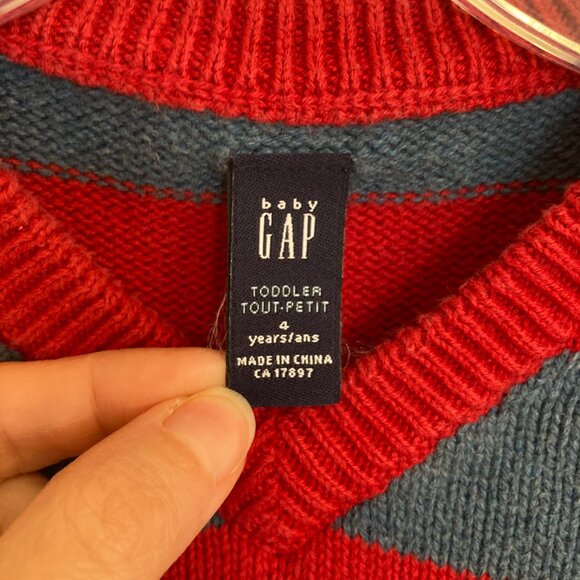 baby
GAP
TODDLER
TOUT-PETIT
4
years/ans
MADE IN CHINA
CA 17897